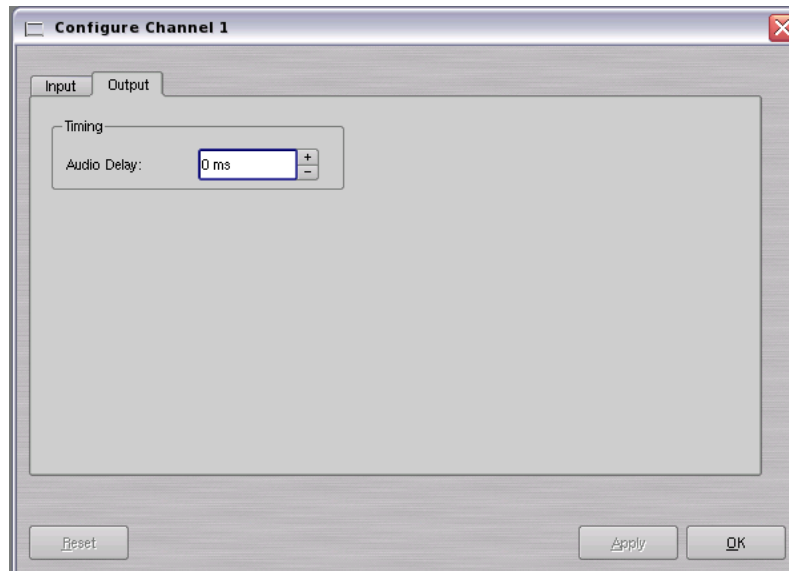 Configure Channel 1
Input Output
Timing
Audio Delay: 0 ms + -
Reset Apply OK